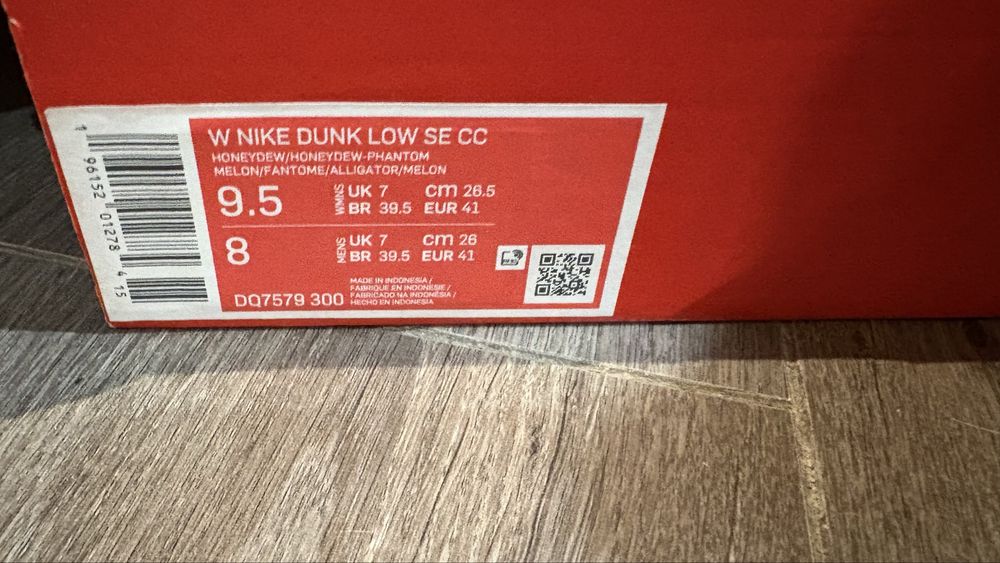 W NIKE DUNK LOW SE CC
HONEYDEW/HONEYDEW-PHANTOM
MELON/FANTOME/ALLIGATOR/MELON
9.5 WMNS UK 7 cm 26.5
BR 39.5 EUR 41
8 MENS UK 7 cm 26
BR 39.5 EUR 41
DQ7579 300
MADE IN INDONESIA /
FABRIQUE EN INDONESIE /
FABRICADO NA INDONÉSIA /
HECHO EN INDONESIA
1 96152 01278 4 15